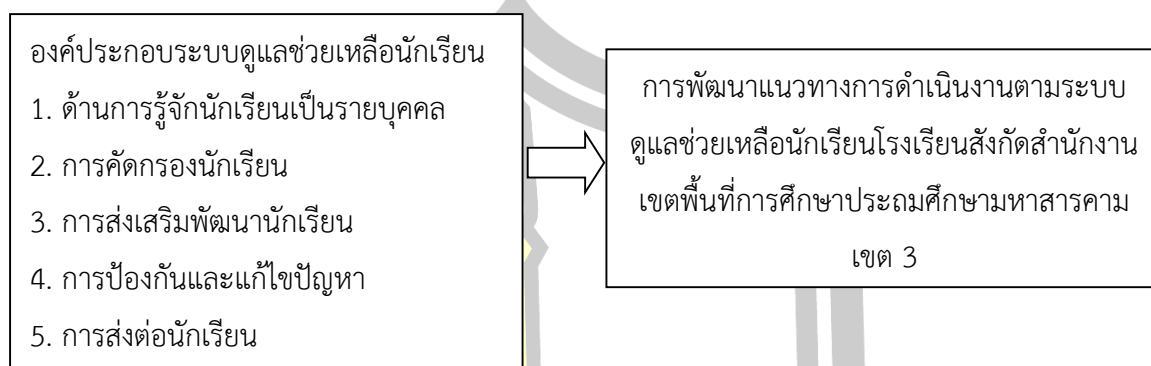 องค์ประกอบระบบดูแลช่วยเหลือนักเรียน
1. ด้านการรู้จักนักเรียนเป็นรายบุคคล
2. การคัดกรองนักเรียน
3. การส่งเสริมพัฒนานักเรียน
4. การป้องกันและแก้ไขปัญหา
5. การส่งต่อนักเรียน
การพัฒนาแนวทางการดำเนินงานตามระบบ
ดูแลช่วยเหลือนักเรียนโรงเรียนสังกัดสำนักงาน
เขตพื้นที่การศึกษาประถมศึกษามหาสารคาม
เขต 3